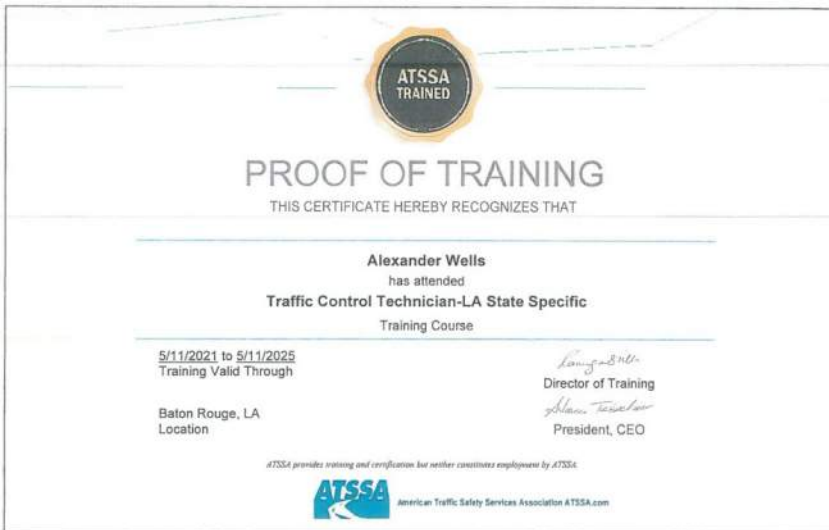 ATSSA
TRAINED
PROOF OF TRAINING
THIS CERTIFICATE HEREBY RECOGNIZES THAT
Alexander Wells
has attended
Traffic Control Technician-LA State Specific
Training Course
5/11/2021 to 5/11/2025
Training Valid Through
Director of Training
Baton Rouge, LA
Location
President, CEO
ATSSA provides training and certification but neither constitutes employment by ATSSA.
ATSSA
American Traffic Safety Services Association ATSSA.com